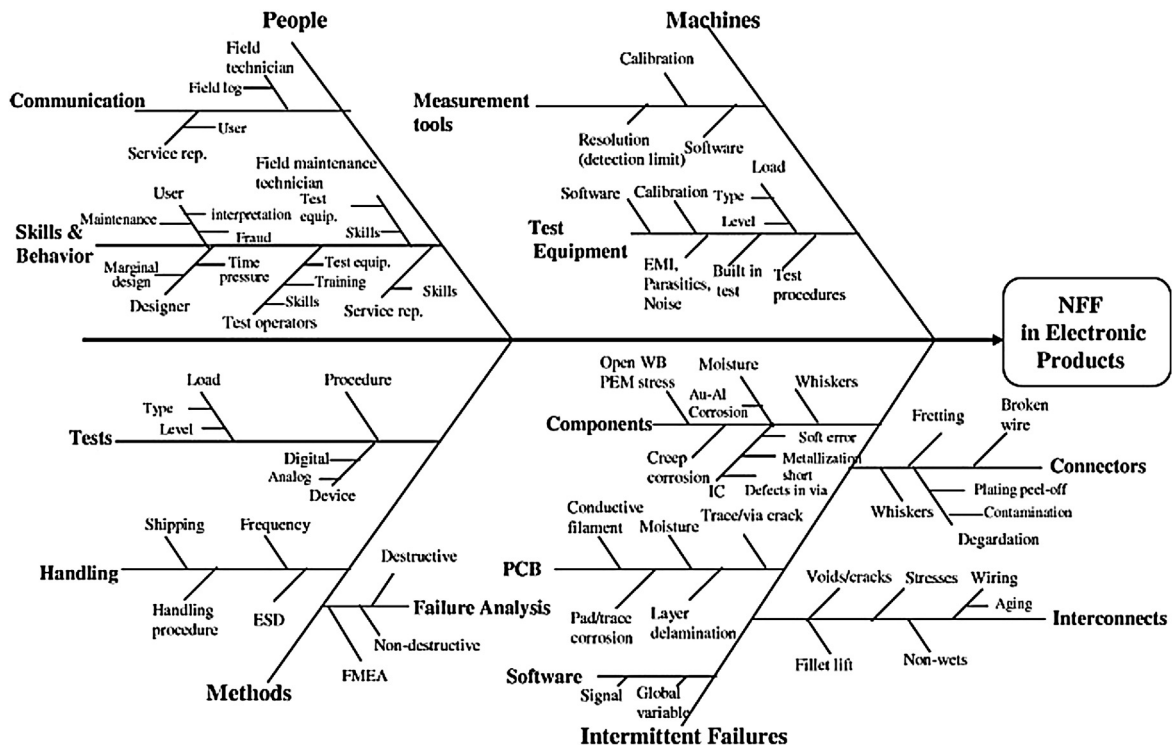 People
Field
technician
Field log
Communication
User
Service rep.
Field maintenance
technician
Test
equip.
Skills
User
interpretation
Maintenance
Fraud
Skills &
Behavior
Marginal
design
Time
pressure
Designer
Test equip.
Training
Skills
Test operators
Skills
Service rep.
Machines
Calibration
Measurement
tools
Resolution
(detection limit)
Software
Load
Type
Level
Software
Calibration
Test
Equipment
EMI,
Parasitics,
Noise
Built in
test
Test
procedures
NFF
in Electronic
Products
Load
Type
Level
Procedure
Tests
Digital
Analog
Device
Shipping
Frequency
Handling
Handling
procedure
ESD
Destructive
Failure Analysis
Non-destructive
FMEA
Methods
Open WB
PEM stress
Moisture
Au-Al
Corrosion
Whiskers
Components
Creep
corrosion
Soft error
Metallization
short
IC
Defects in via
Fretting
Broken
wire
Connectors
Whiskers
Plating peel-off
Contamination
Degardation
Conductive
filament
Moisture
Trace/via crack
PCB
Pad/trace
corrosion
Layer
delamination
Voids/cracks
Stresses
Wiring
Aging
Interconnects
Fillet lift
Non-wets
Software
Signal
Global
variable
Intermittent Failures